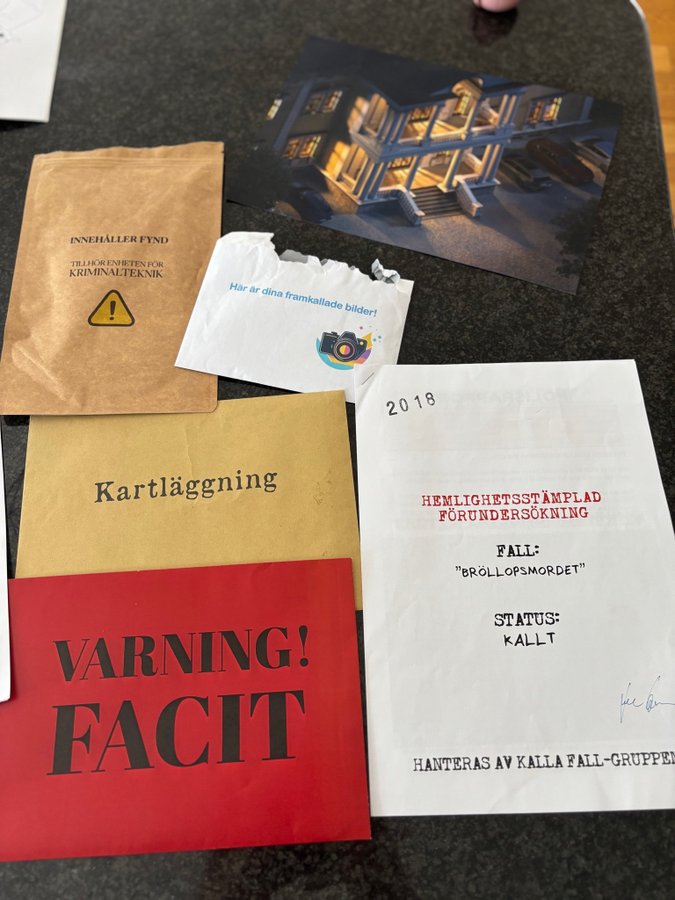 INNEHÅLLER FYND
TILLHÖR ENHETEN FÖR
KRIMINALTEKNIK
Här är dina framkallade bilder!
2018
HEMLIGHETSSTÄMPLAD
FÖRUNDERSÖKNING
FALL:
"BRÖLLOPSMORDET"
STATUS:
KALLT
HANTERAS AV KALLA FALL-GRUPPEN
Kartläggning
VARNING!
FACIT